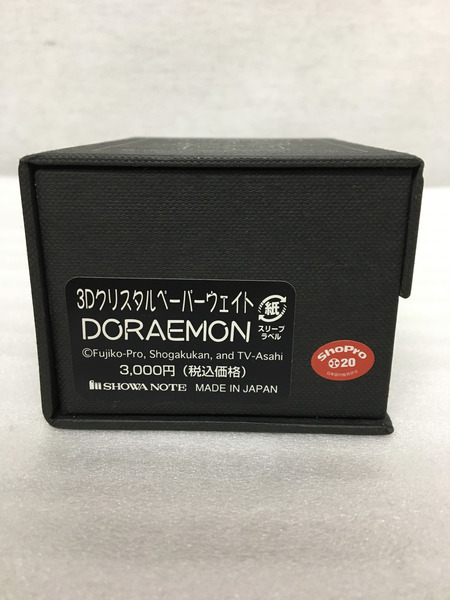 3Dクリスタルペーパーウェイト
紙
スリーブ
ラベル
DORAEMON
©Fujiko-Pro, Shogakukan, and TV-Asahi
3,000円（税込価格）
SHOWA NOTE MADE IN JAPAN
ShoPro
20